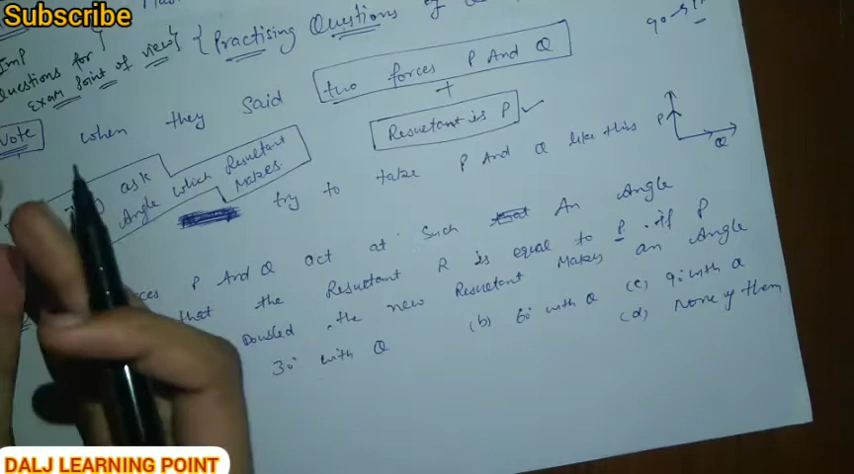 Subscribe
Imp
Questions for
Exam Point of view} { Practising Questions of
90-
Note when they said two forces P And Q
+
Resuetant is P ✓
ask
Angle which Resultant
Makes.
try to take P And Q like this P
Q
P And Q act at such An Angle
that the Resultant R is equal to P . if P
Doubled . the new Resuetant Makes an Angle
30° with Q (b) 60 with Q (c) 90 with Q
(d) None of them
DALJ LEARNING POINT